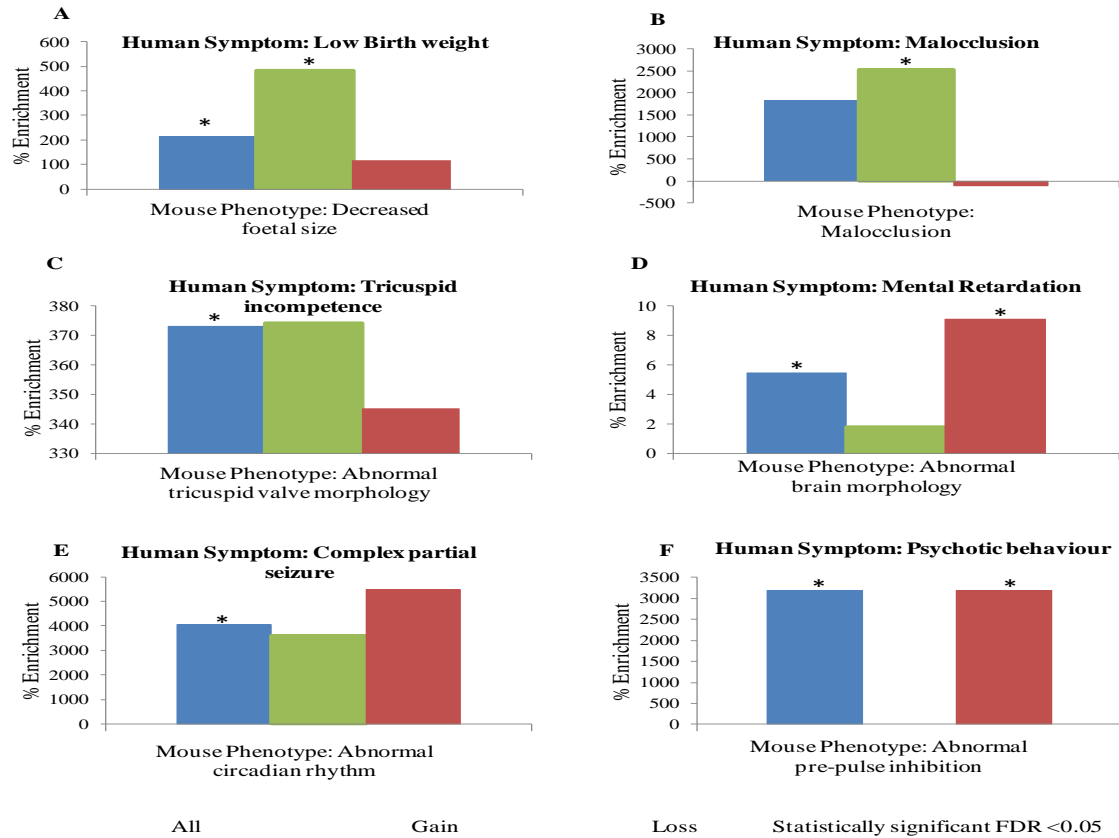 A
Human Symptom: Low Birth weight
% Enrichment
600
500
400
300
200
100
0
*
*
Mouse Phenotype: Decreased
foetal size
B
Human Symptom: Malocclusion
% Enrichment
3000
2500
2000
1500
1000
500
0
-500
*
Mouse Phenotype:
Malocclusion
C
Human Symptom: Tricuspid
incompetence
% Enrichment
380
370
360
350
340
330
*
Mouse Phenotype: Abnormal
tricuspid valve morphology
D
Human Symptom: Mental Retardation
% Enrichment
10
8
6
4
2
0
*
*
Mouse Phenotype: Abnormal
brain morphology
E
Human Symptom: Complex partial
seizure
% Enrichment
6000
5000
4000
3000
2000
1000
0
*
Mouse Phenotype: Abnormal
circadian rhythm
F
Human Symptom: Psychotic behaviour
% Enrichment
3500
3000
2500
2000
1500
1000
500
0
*
*
Mouse Phenotype: Abnormal
pre-pulse inhibition
All Gain Loss Statistically significant FDR <0.05